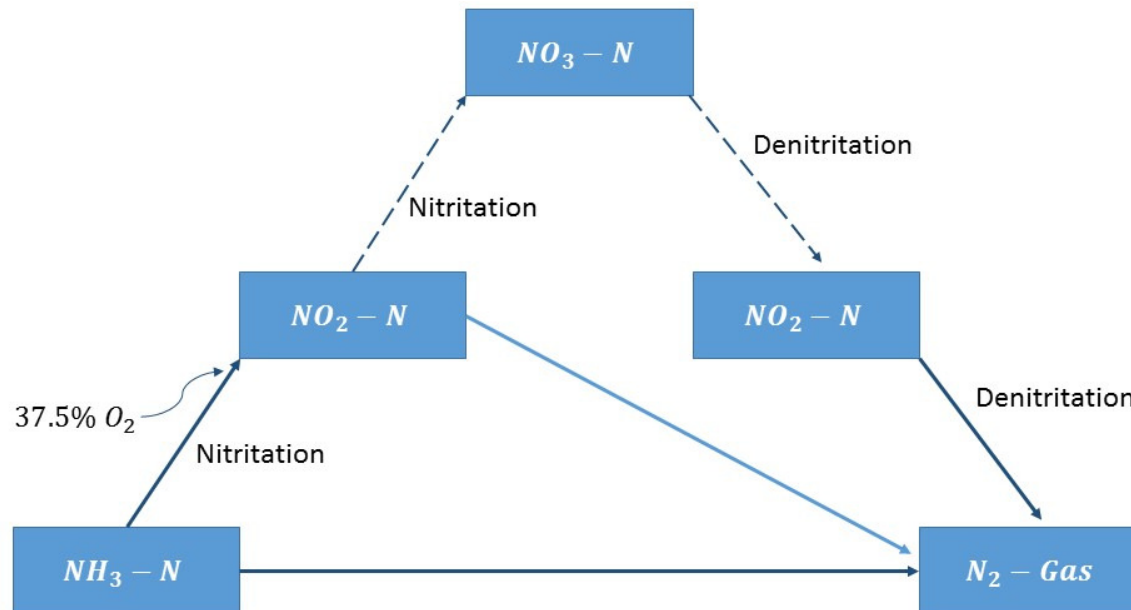 NO₃ − N
Denitritation
Nitritation
NO₂ − N
NO₂ − N
37.5% O₂
Denitritation
Nitritation
NH₃ − N
N₂ − Gas